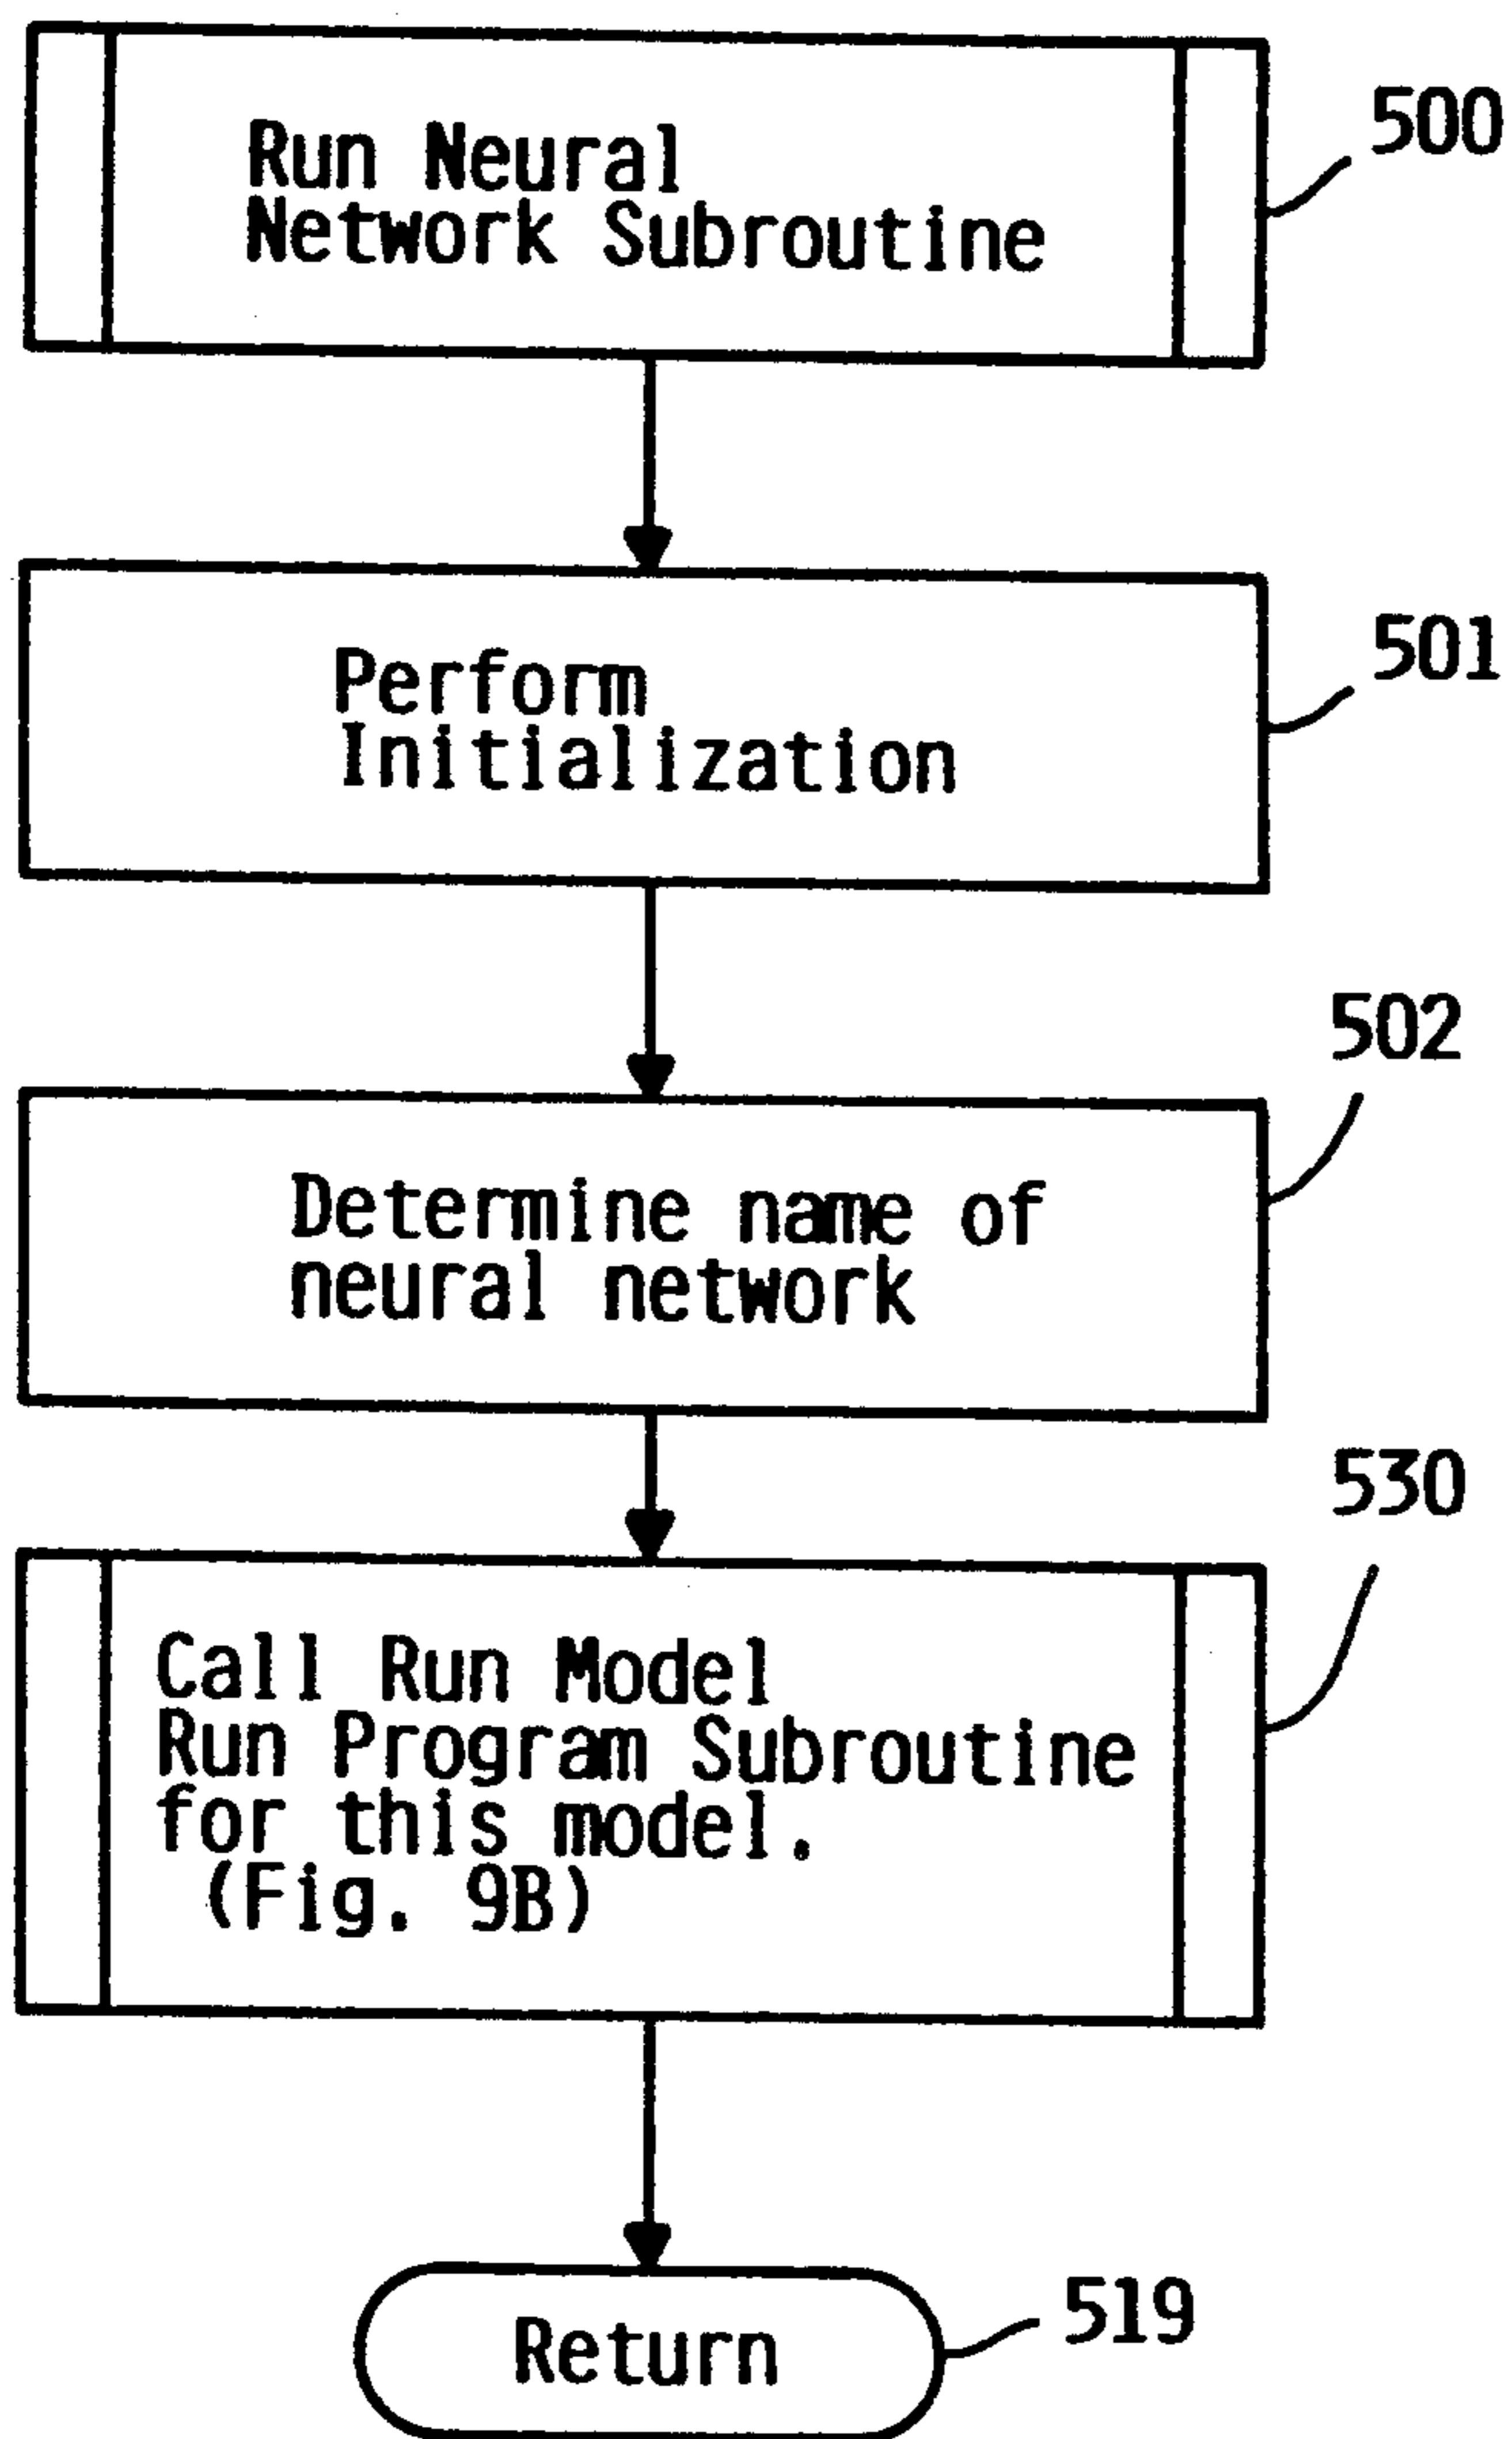 Run Neural
Network Subroutine
500
Perform
Initialization
501
502
Determine name of
neural network
530
Call Run Model
Run Program Subroutine
for this model.
(Fig. 9B)
Return
519